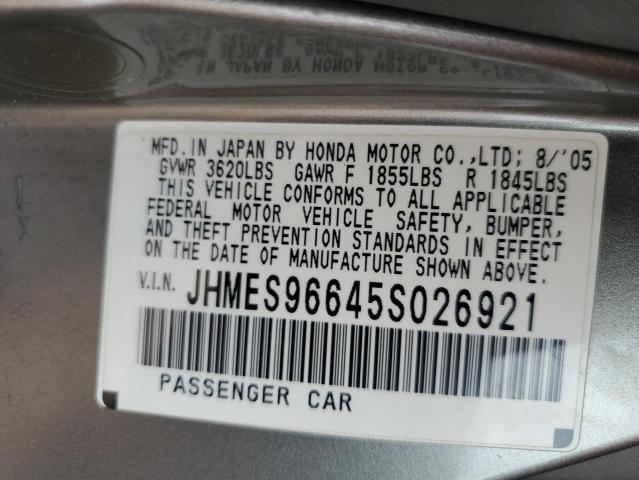 MFD.IN JAPAN BY HONDA MOTOR CO.,LTD; 8/'05
GVWR 3620LBS GAWR F 1855LBS R 1845LBS
THIS VEHICLE CONFORMS TO ALL APPLICABLE
FEDERAL MOTOR VEHICLE SAFETY, BUMPER,
AND THEFT PREVENTION STANDARDS IN EFFECT
ON THE DATE OF MANUFACTURE SHOWN ABOVE.
V.I.N. JHMES96645S026921
PASSENGER CAR